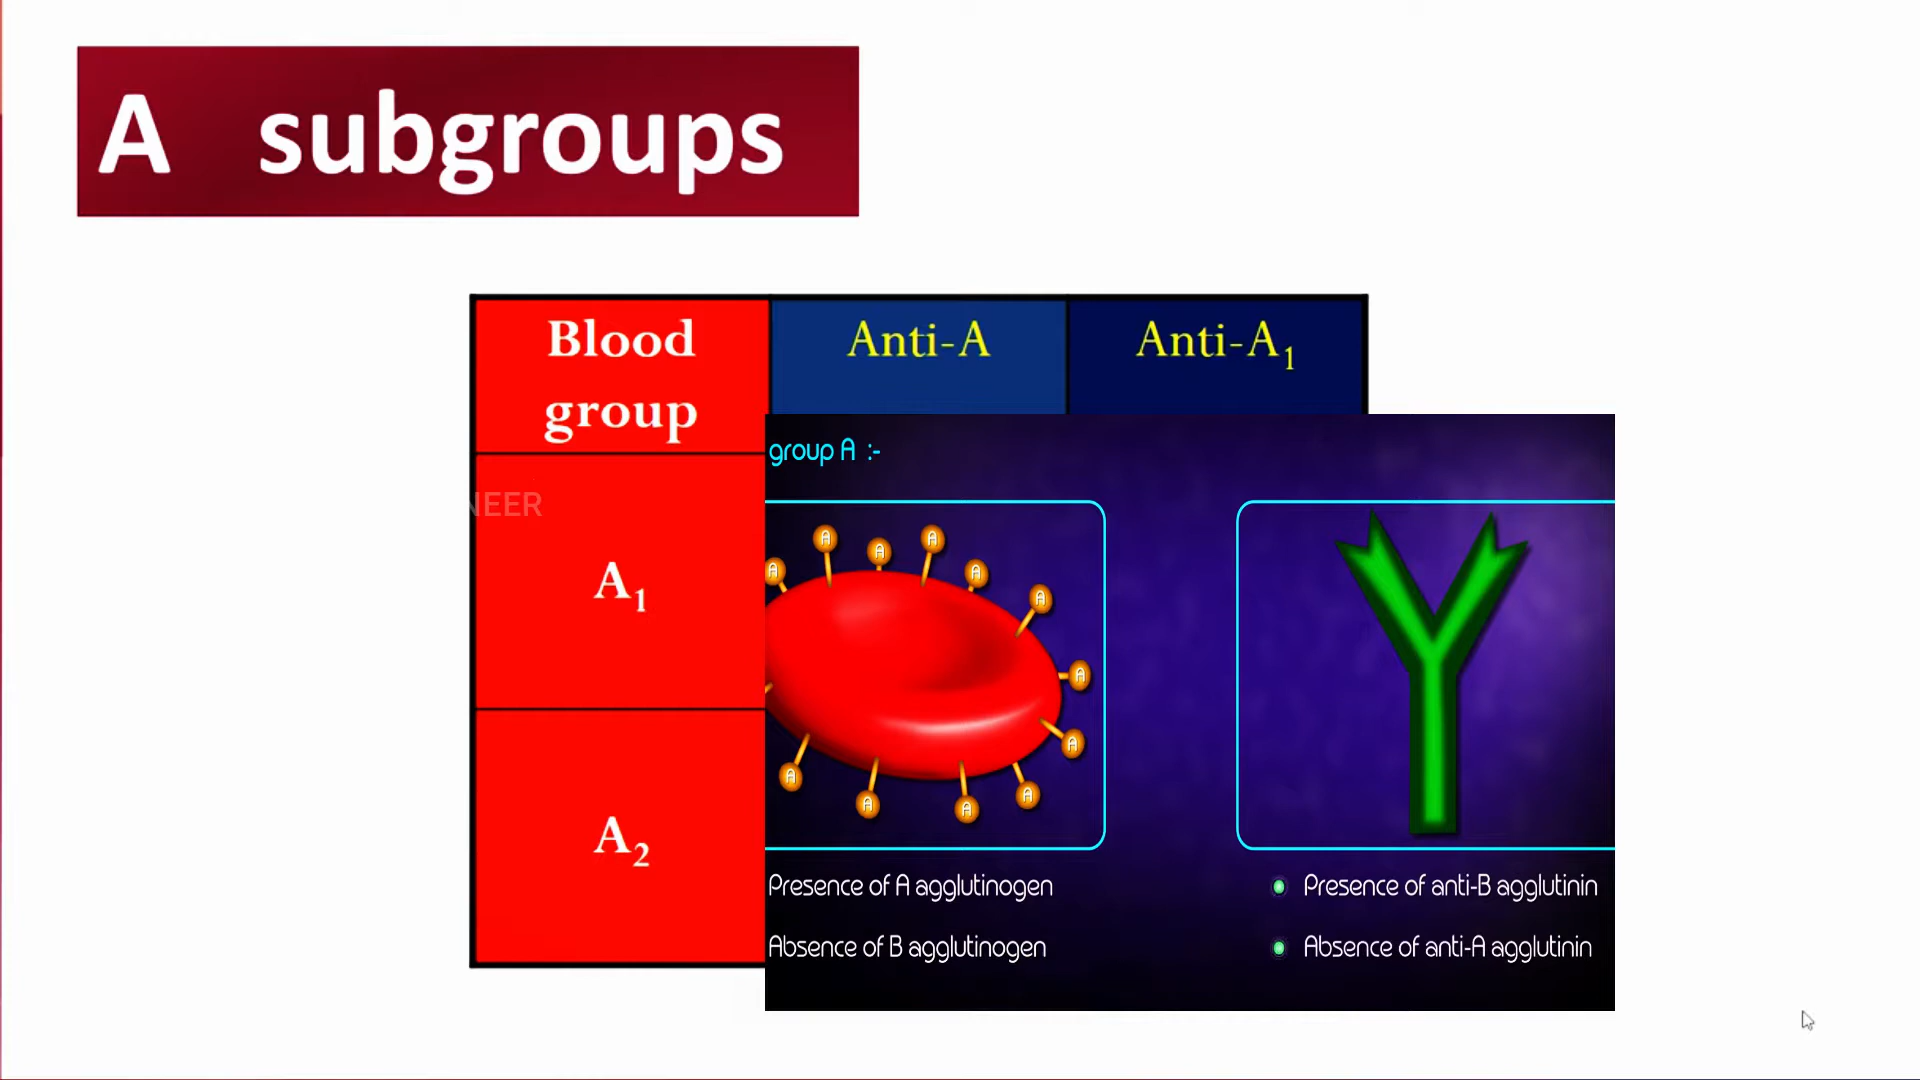 A subgroups
Blood group
Anti-A
Anti-A₁
NEER
A₁
A₂
group A :-
A
A
A
A
A
A
A
A
A
A
A
A
A
Presence of A agglutinogen
Absence of B agglutinogen
Presence of anti-B agglutinin
Absence of anti-A agglutinin